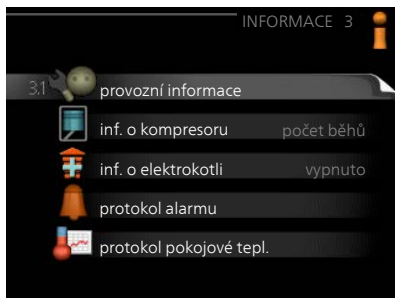 INFORMACE 3
3.1 provozní informace
inf. o kompresoru počet běhů
inf. o elektrokotli vypnuto
protokol alarmu
protokol pokojové tepl.